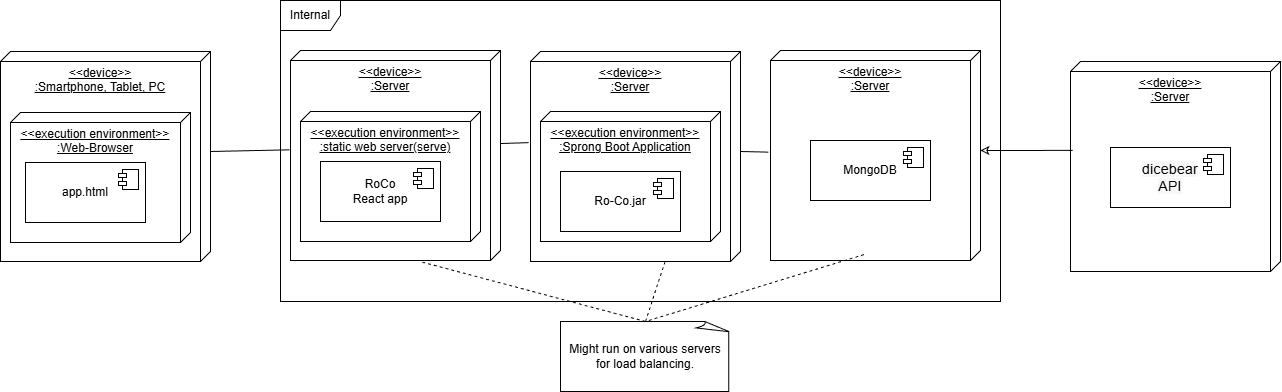 Internal
<<device>>
:Smartphone, Tablet, PC
<<execution environment>>
:Web-Browser
app.html
<<device>>
:Server
<<execution environment>>
:static web server(serve)
RoCo
React app
<<device>>
:Server
<<execution environment>>
:Sprong Boot Application
Ro-Co.jar
<<device>>
:Server
MongoDB
<<device>>
:Server
dicebear
API
Might run on various servers
for load balancing.